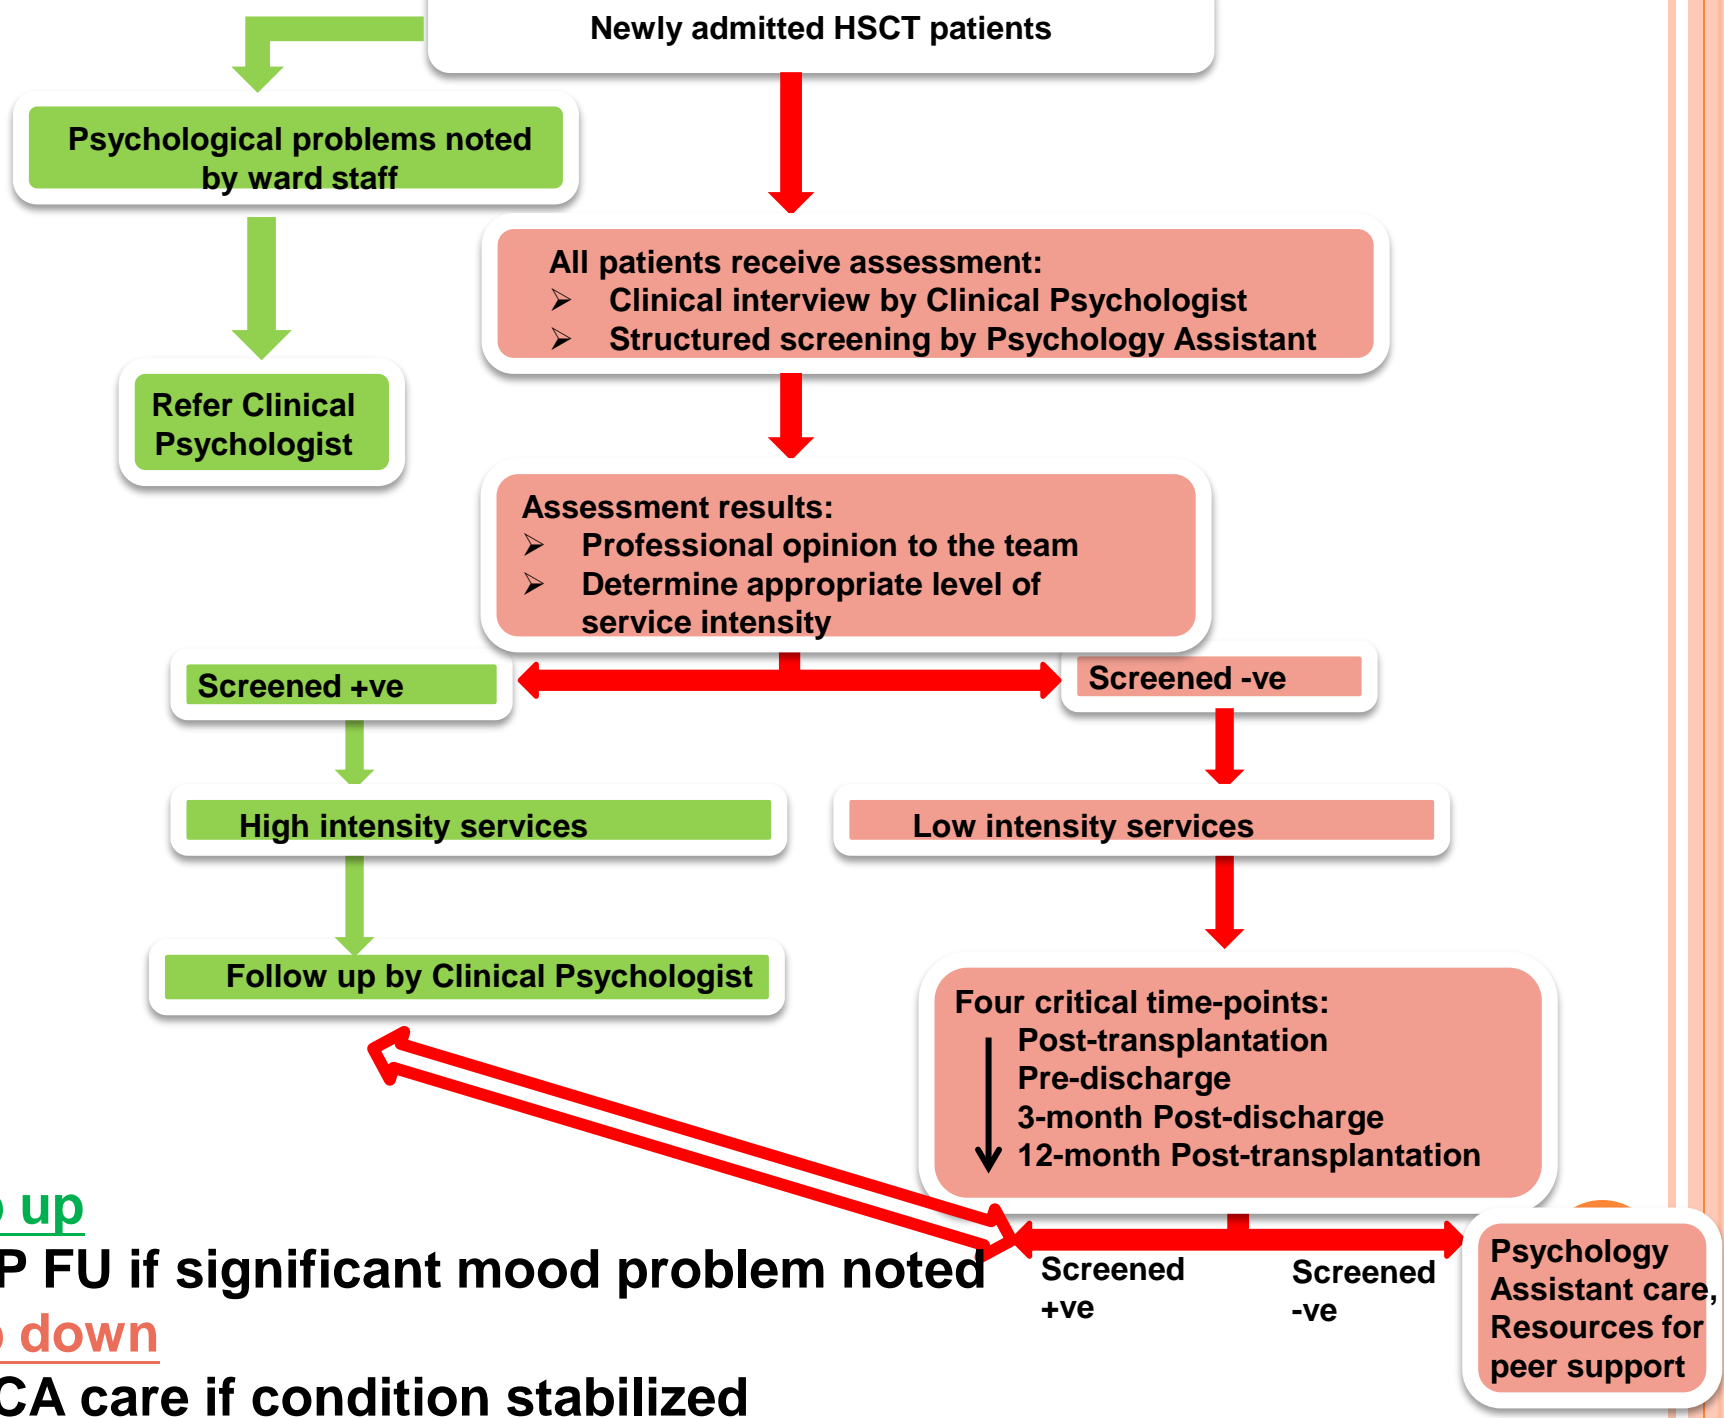 Newly admitted HSCT patients
Psychological problems noted
by ward staff
All patients receive assessment:
➢ Clinical interview by Clinical Psychologist
➢ Structured screening by Psychology Assistant
Refer Clinical
Psychologist
Assessment results:
➢ Professional opinion to the team
➢ Determine appropriate level of
service intensity
Screened +ve
Screened -ve
High intensity services
Low intensity services
Follow up by Clinical Psychologist
Four critical time-points:
Post-transplantation
Pre-discharge
3-month Post-discharge
12-month Post-transplantation
up
FU if significant mood problem noted
down
care if condition stabilized
Screened
+ve
Screened
-ve
Psychology
Assistant care,
Resources for
peer support